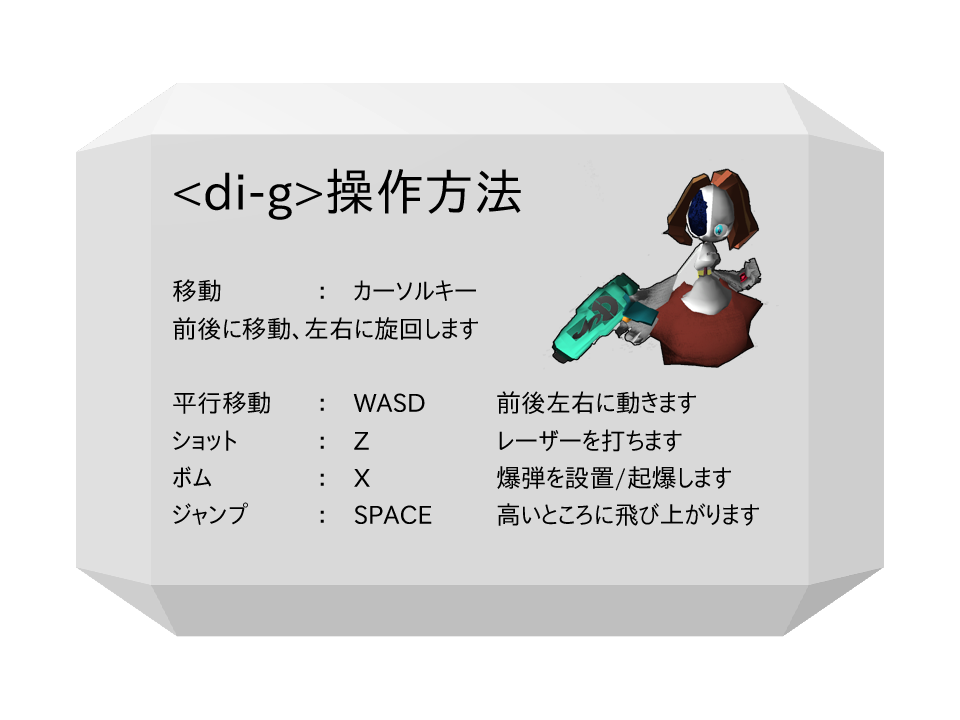 <di-g>操作方法
移動 : カーソルキー
前後に移動、左右に旋回します
平行移動 : WASD 前後左右に動きます
ショット : Z レーザーを打ちます
ボム : X 爆弾を設置/起爆します
ジャンプ : SPACE 高いところに飛び上がります